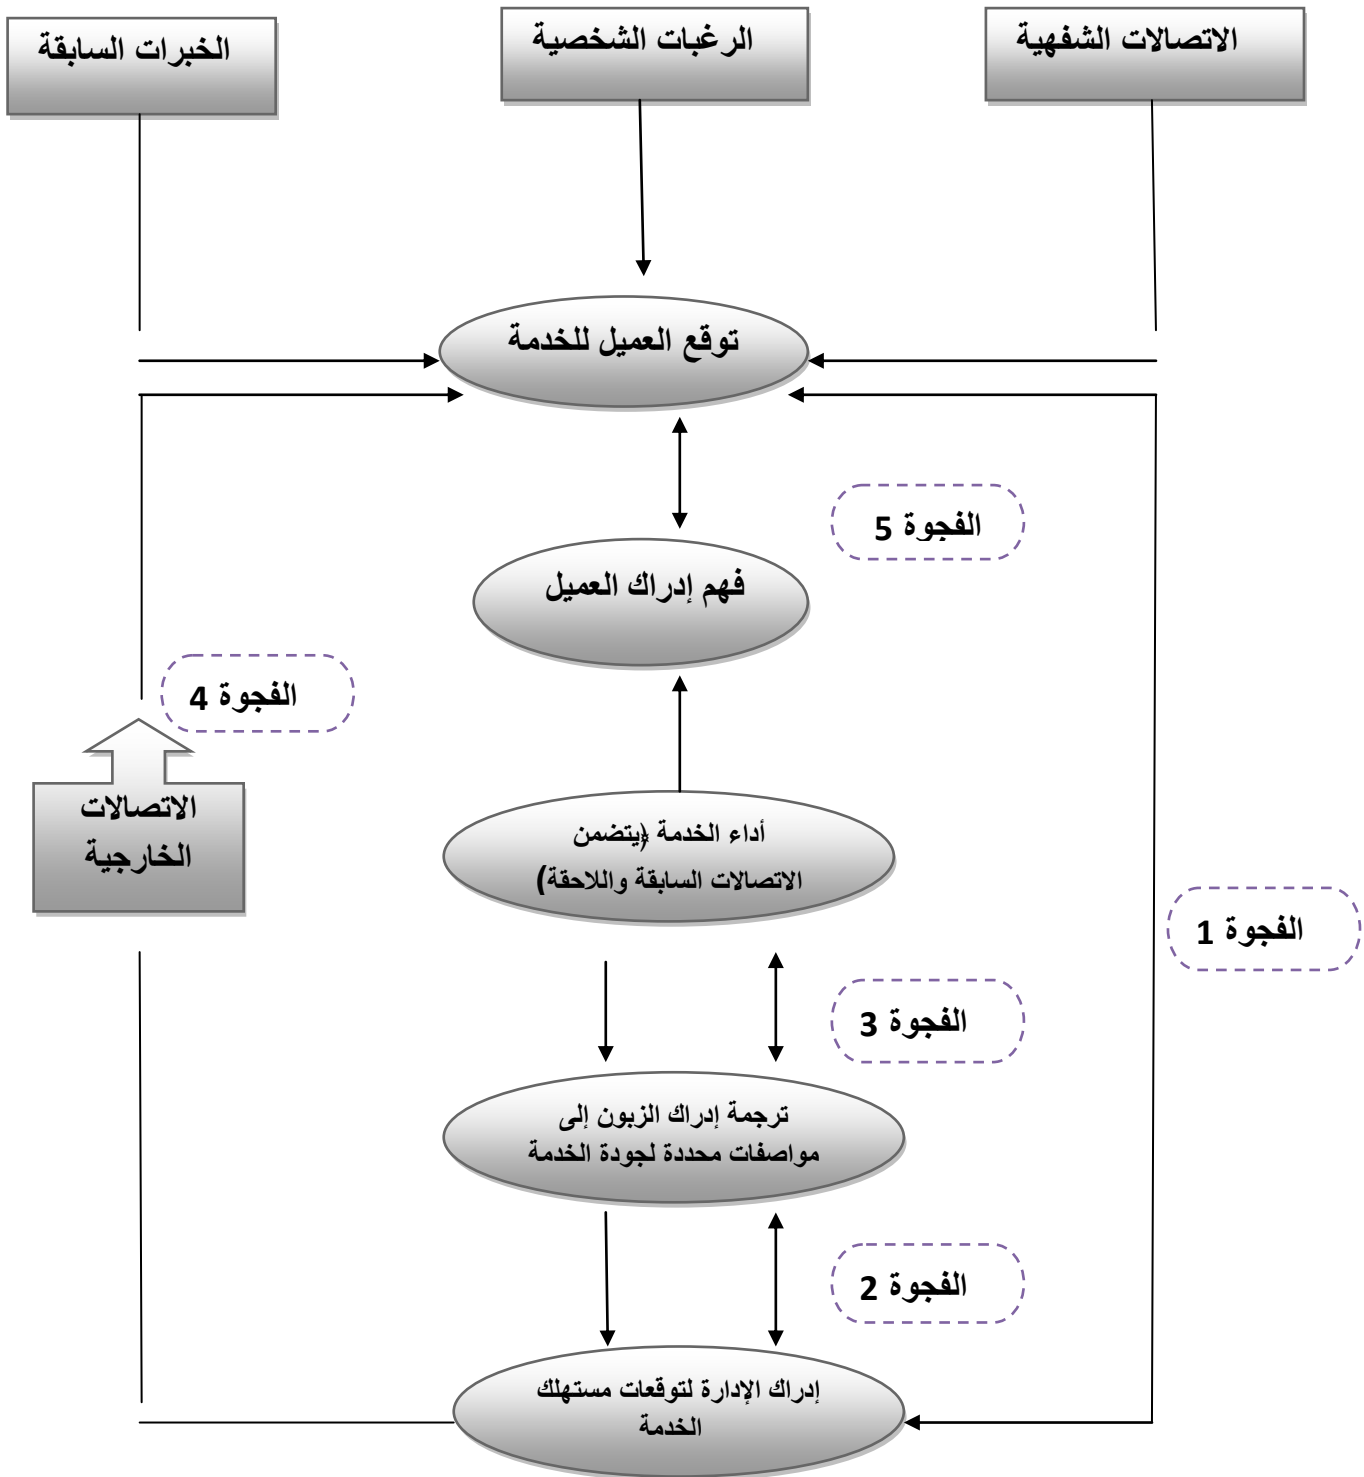 الاتصالات الشفهية
الرغبات الشخصية
الخبرات السابقة
توقع العميل للخدمة
الفجوة 5
فهم إدراك العميل
الفجوة 4
الاتصالات
الخارجية
أداء الخدمة (يتضمن
الاتصالات السابقة واللاحقة)
الفجوة 1
الفجوة 3
ترجمة إدراك الزبون إلى
مواصفات محددة لجودة الخدمة
الفجوة 2
إدراك الإدارة لتوقعات مستهلك
الخدمة